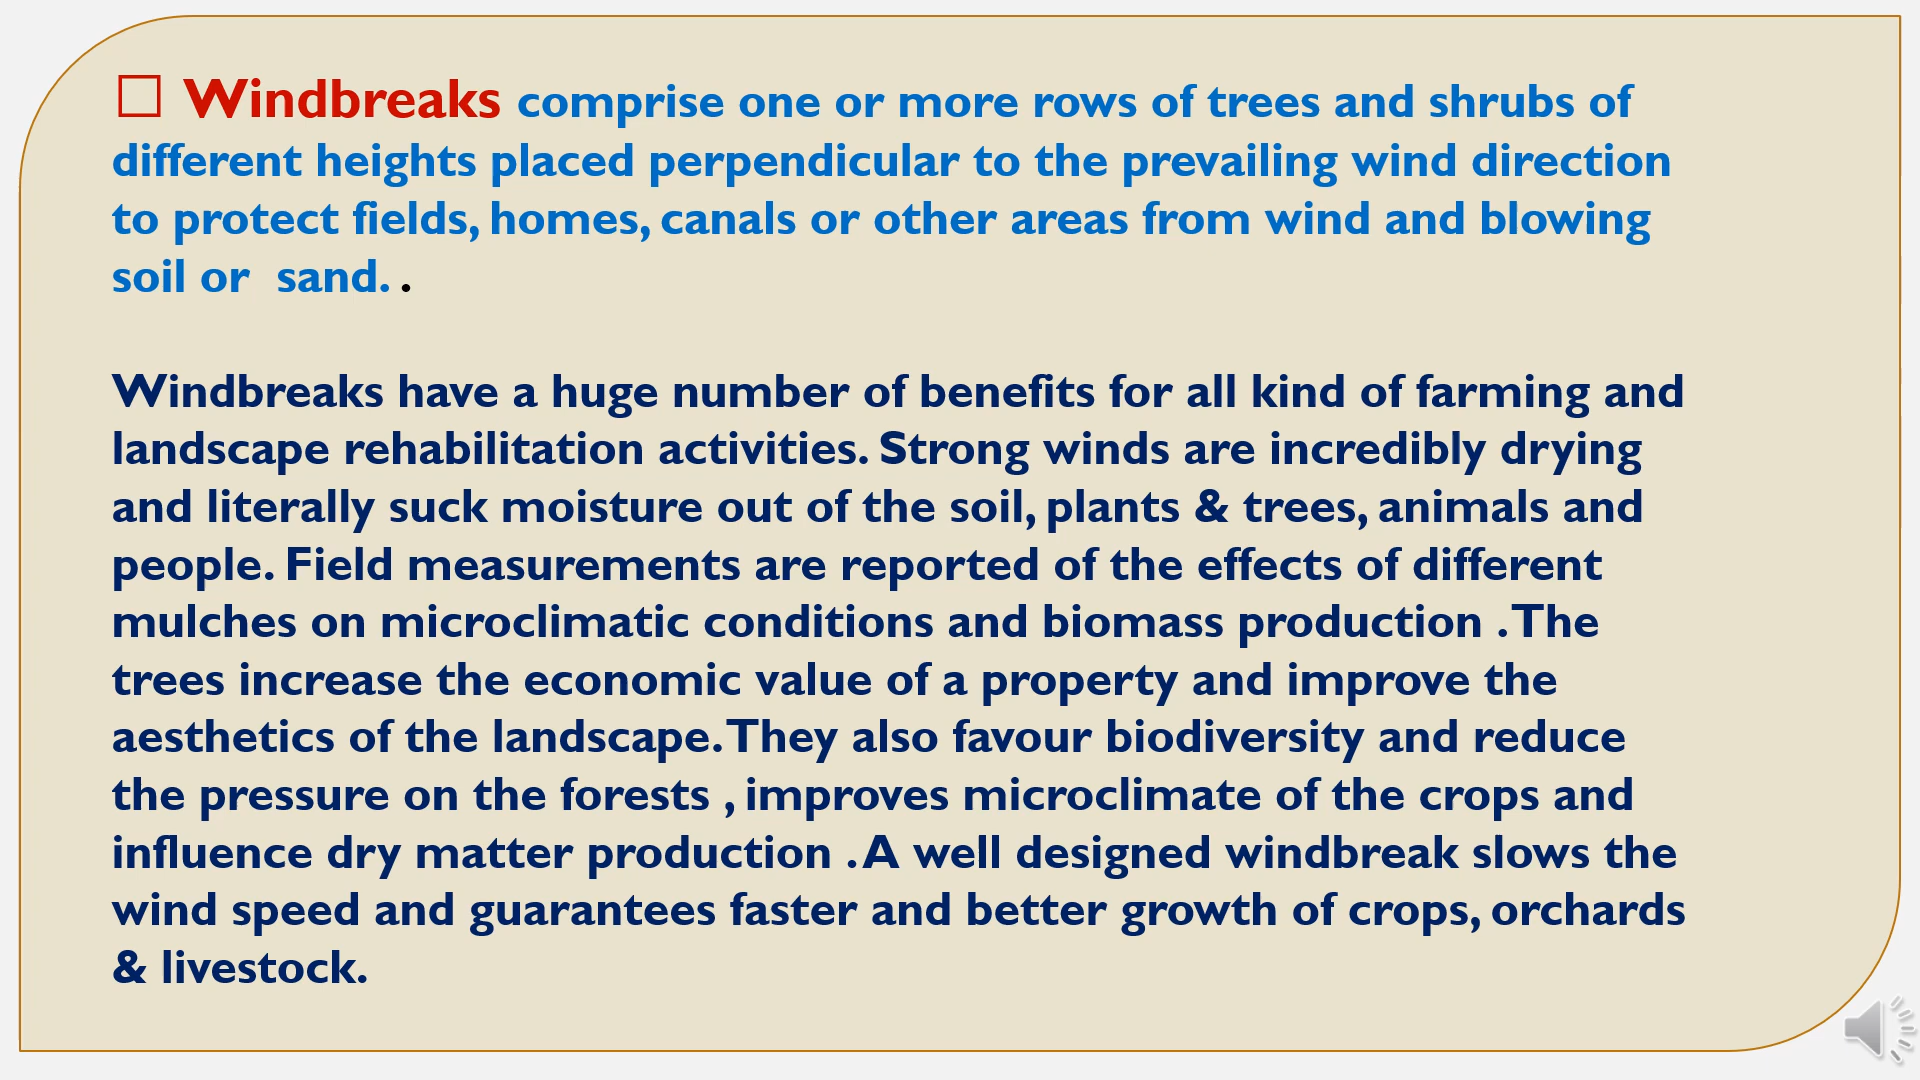 ☐ Windbreaks comprise one or more rows of trees and shrubs of
different heights placed perpendicular to the prevailing wind direction
to protect fields, homes, canals or other areas from wind and blowing
soil or  sand. .
Windbreaks have a huge number of benefits for all kind of farming and
landscape rehabilitation activities. Strong winds are incredibly drying
and literally suck moisture out of the soil, plants & trees, animals and
people. Field measurements are reported of the effects of different
mulches on microclimatic conditions and biomass production . The
trees increase the economic value of a property and improve the
aesthetics of the landscape. They also favour biodiversity and reduce
the pressure on the forests , improves microclimate of the crops and
influence dry matter production . A well designed windbreak slows the
wind speed and guarantees faster and better growth of crops, orchards
& livestock.